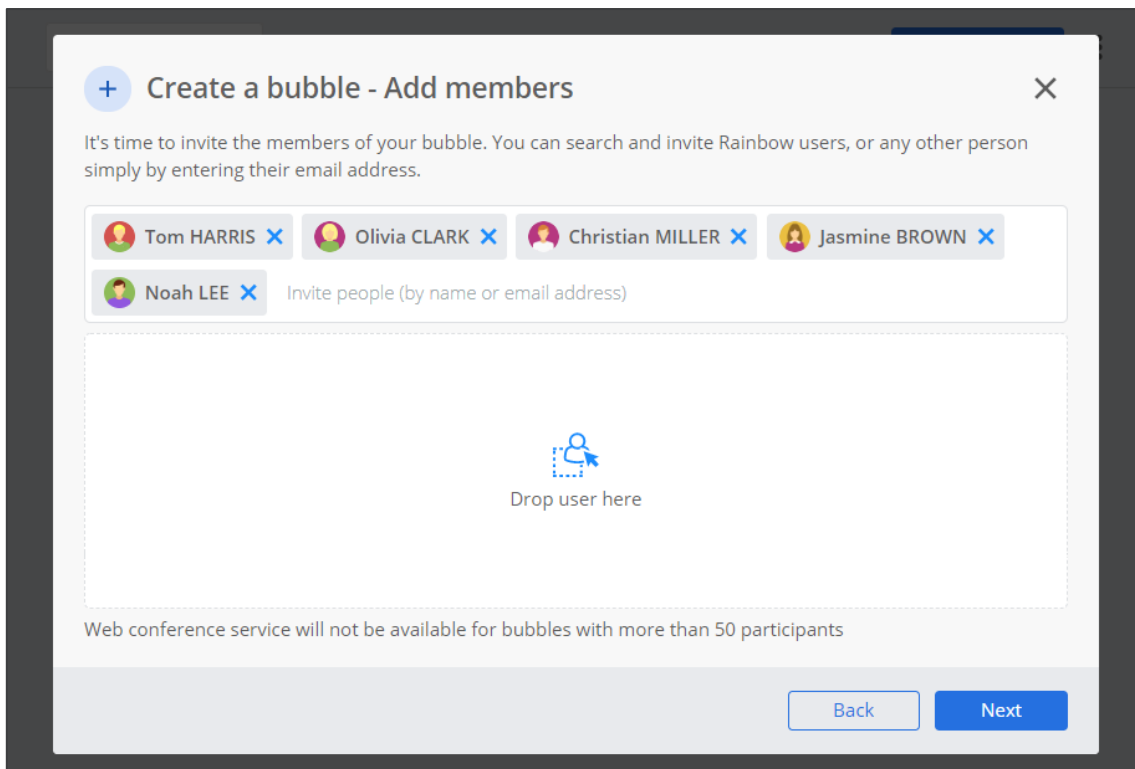 Create a bubble - Add members
It's time to invite the members of your bubble. You can search and invite Rainbow users, or any other person
simply by entering their email address.
Tom HARRIS Olivia CLARK Christian MILLER Jasmine BROWN
Noah LEE Invite people (by name or email address)
Drop user here
Web conference service will not be available for bubbles with more than 50 participants
Back Next